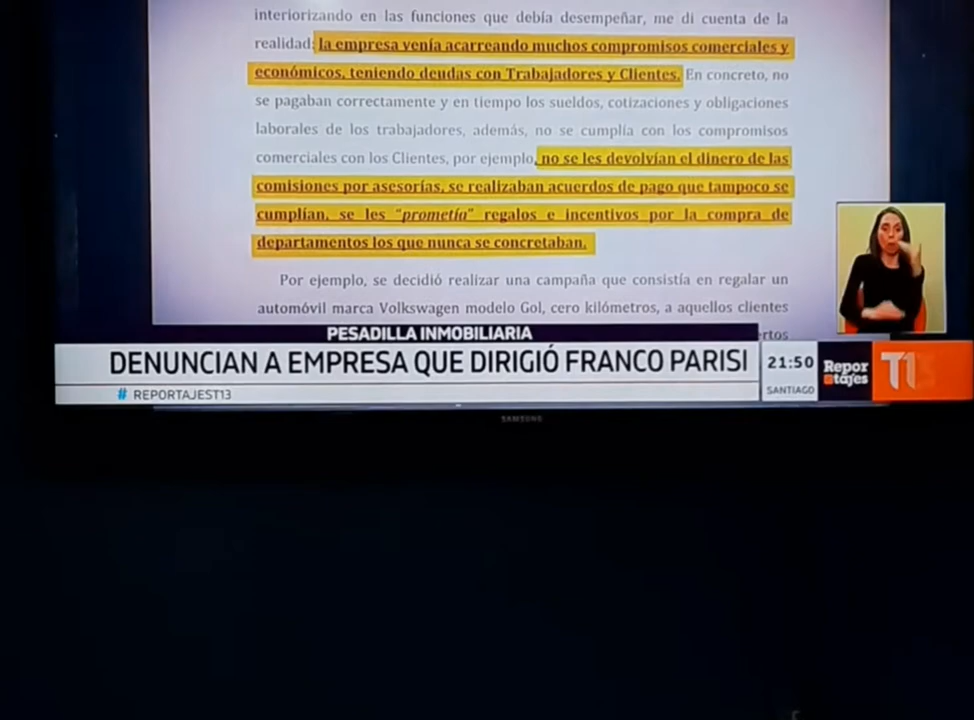 interiorizando en las funciones que debía desempeñar, me di cuenta de la
realidad: la empresa venía acarreando muchos compromisos comerciales y
económicos, teniendo deudas con Trabajadores y Clientes. En concreto, no
se pagaban correctamente y en tiempo los sueldos, cotizaciones y obligaciones
laborales de los trabajadores, además, no se cumplía con los compromisos
comerciales con los Clientes, por ejemplo, no se les devolvían el dinero de las
comisiones por asesorías, se realizaban acuerdos de pago que tampoco se
cumplían, se les "prometía" regalos e incentivos por la compra de
departamentos los que nunca se concretaban.
Por ejemplo, se decidió realizar una campaña que consistía en regalar un
automóvil marca Volkswagen modelo Gol, cero kilómetros, a aquellos clientes
PESADILLA INMOBILIARIA
DENUNCIAN A EMPRESA QUE DIRIGIÓ FRANCO PARISI
# REPORTAJEST13
21:50
SANTIAGO
Repor
tajes
T13
SAMSUNG